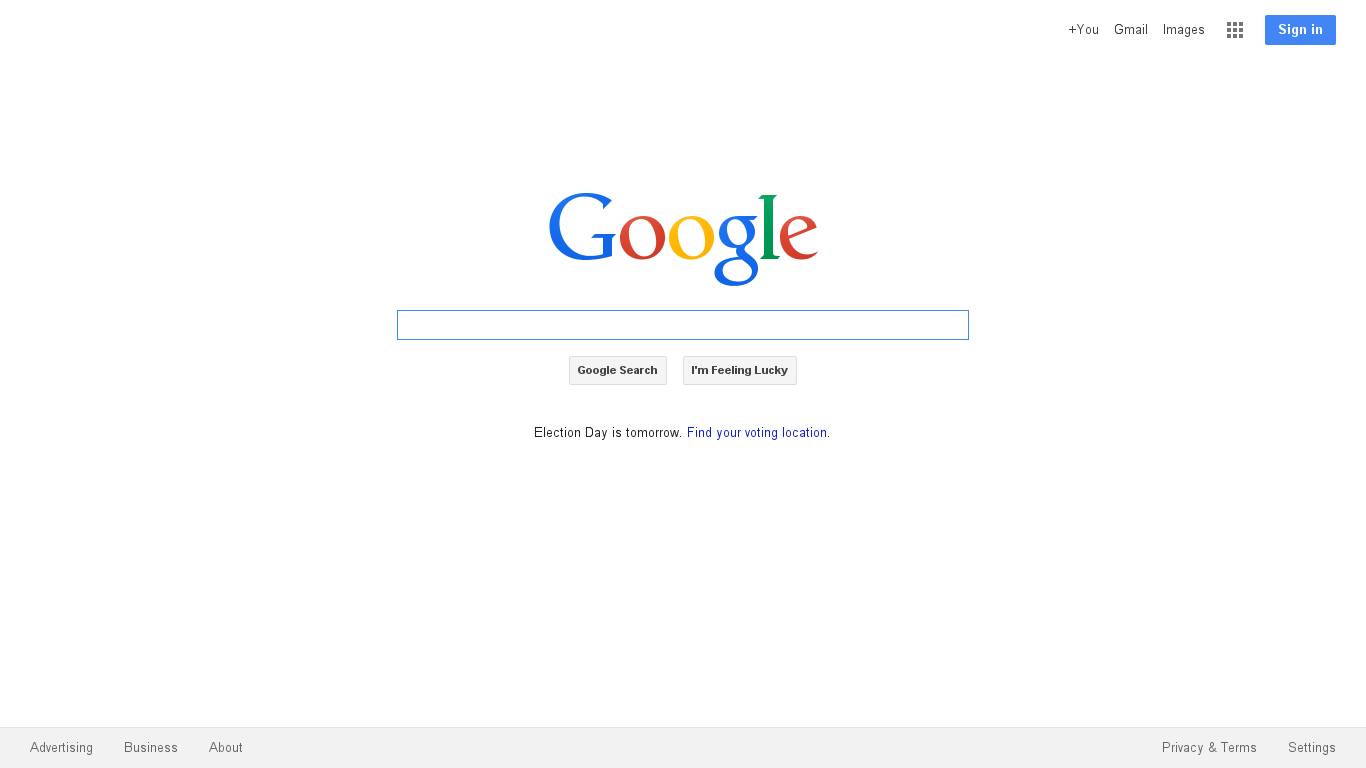 +You Gmail Images Sign in
Google
Google Search I'm Feeling Lucky
Election Day is tomorrow. Find your voting location.
Advertising Business About Privacy & Terms Settings